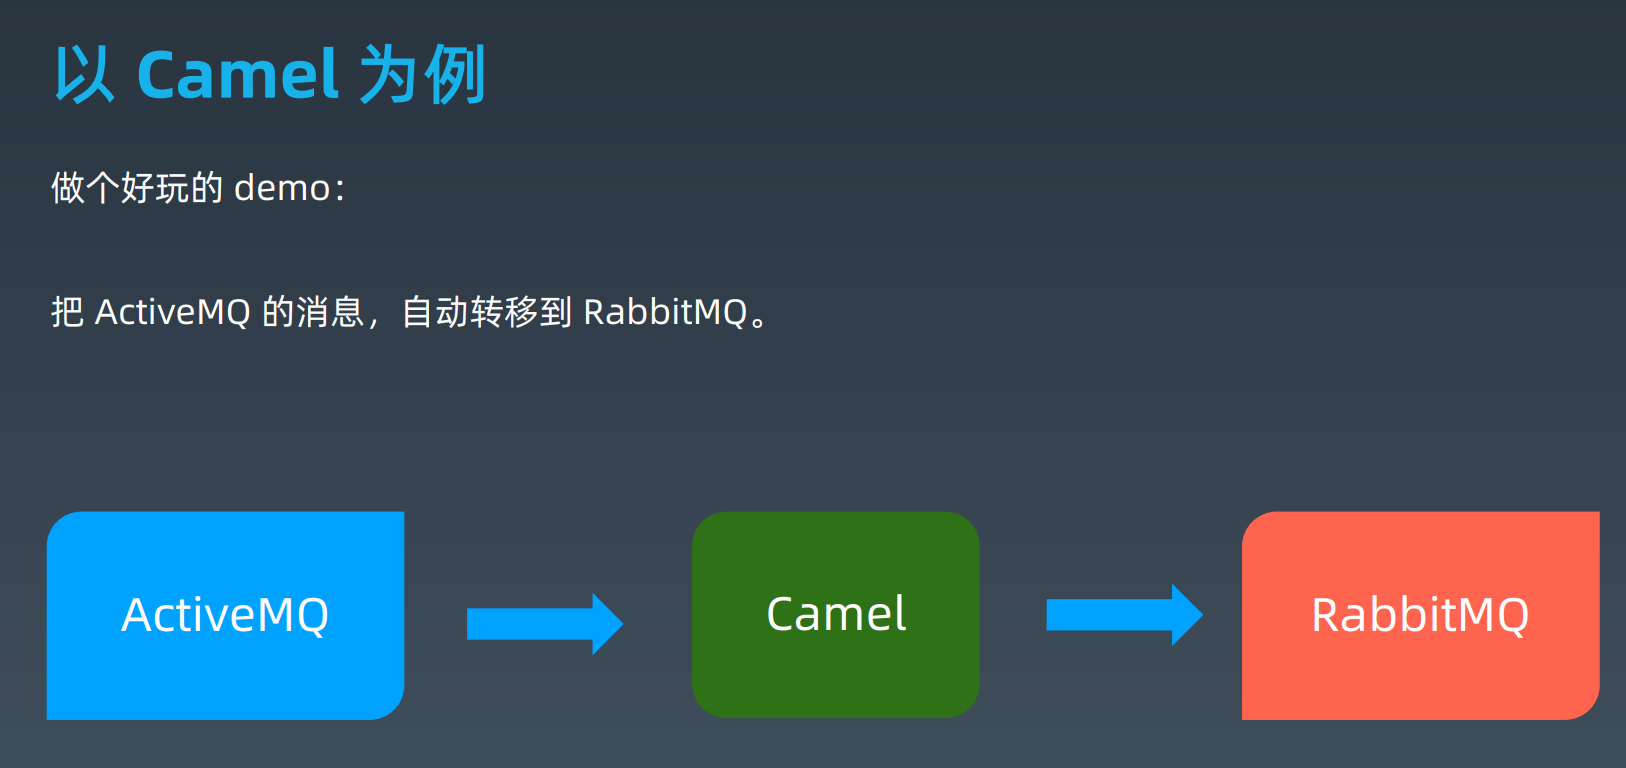 以 Camel 为例
做个好玩的 demo：
把 ActiveMQ 的消息，自动转移到 RabbitMQ。
ActiveMQ
Camel
RabbitMQ